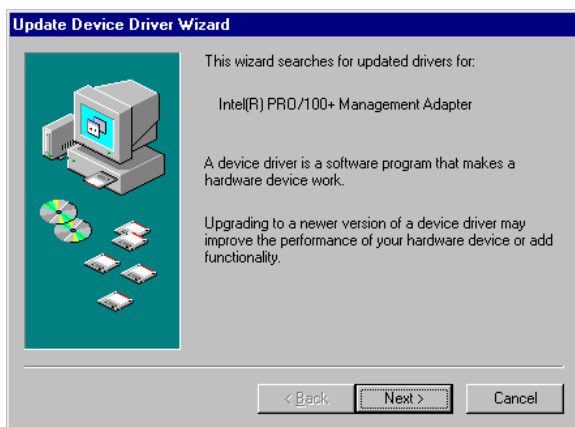 Update Device Driver Wizard
This wizard searches for updated drivers for:
Intel(R) PRO/100+ Management Adapter
A device driver is a software program that makes a
hardware device work.
Upgrading to a newer version of a device driver may
improve the performance of your hardware device or add
functionality.
< Back
Next >
Cancel